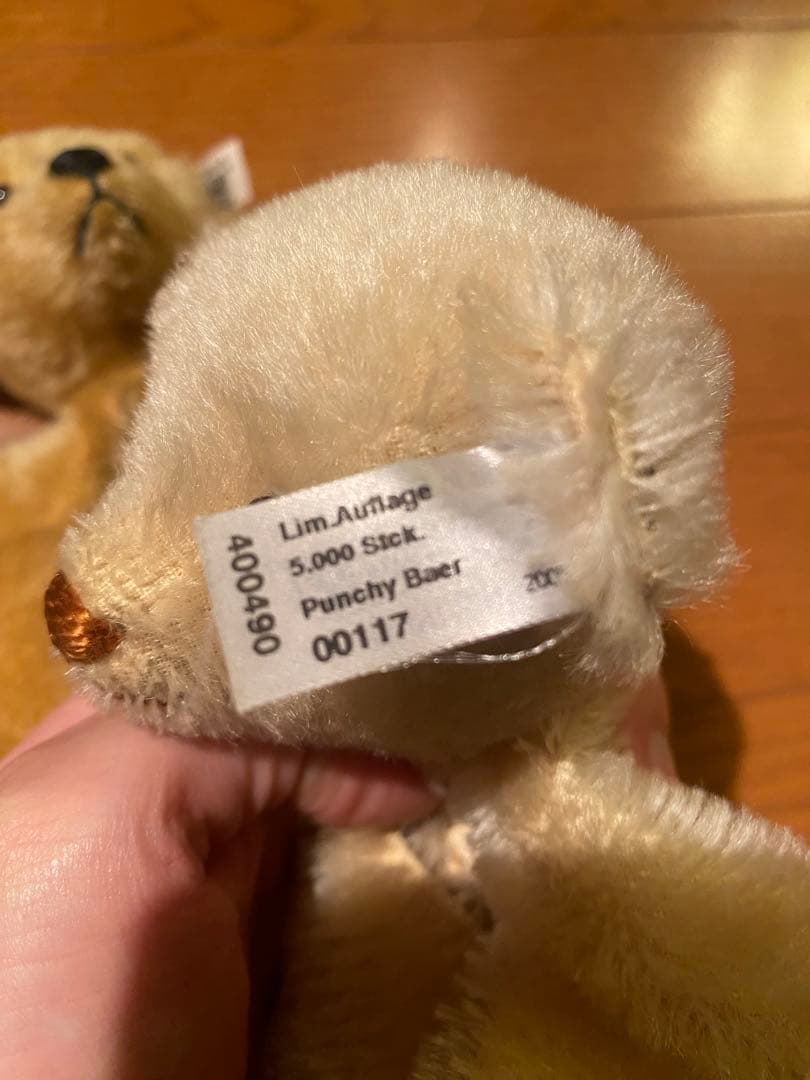 Lim.Auflage
5.000 Stck.
Punchy Baer
00117
400490